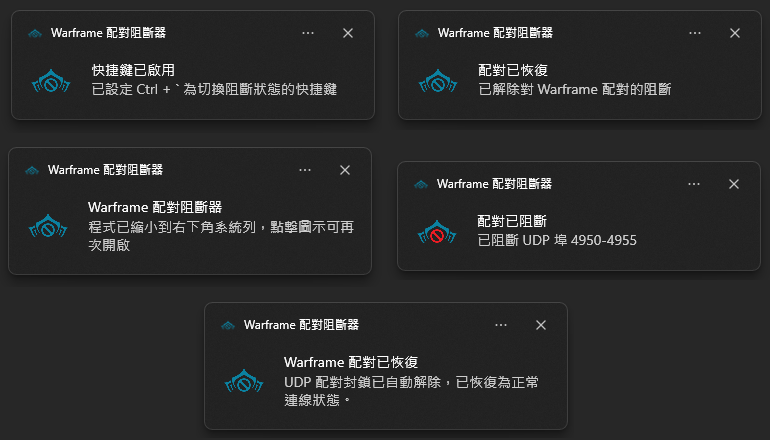 Warframe 配對阻斷器
快捷鍵已啟用
已設定 Ctrl + ` 為切換阻斷狀態的快捷鍵
Warframe 配對阻斷器
配對已恢復
已解除對 Warframe 配對的阻斷
Warframe 配對阻斷器
Warframe 配對阻斷器
程式已縮小到右下角系統列，點擊圖示可再
次開啟
Warframe 配對阻斷器
配對已阻斷
已阻斷 UDP 埠 4950-4955
Warframe 配對阻斷器
Warframe 配對已恢復
UDP 配對封鎖已自動解除，已恢復為正常
連線狀態。